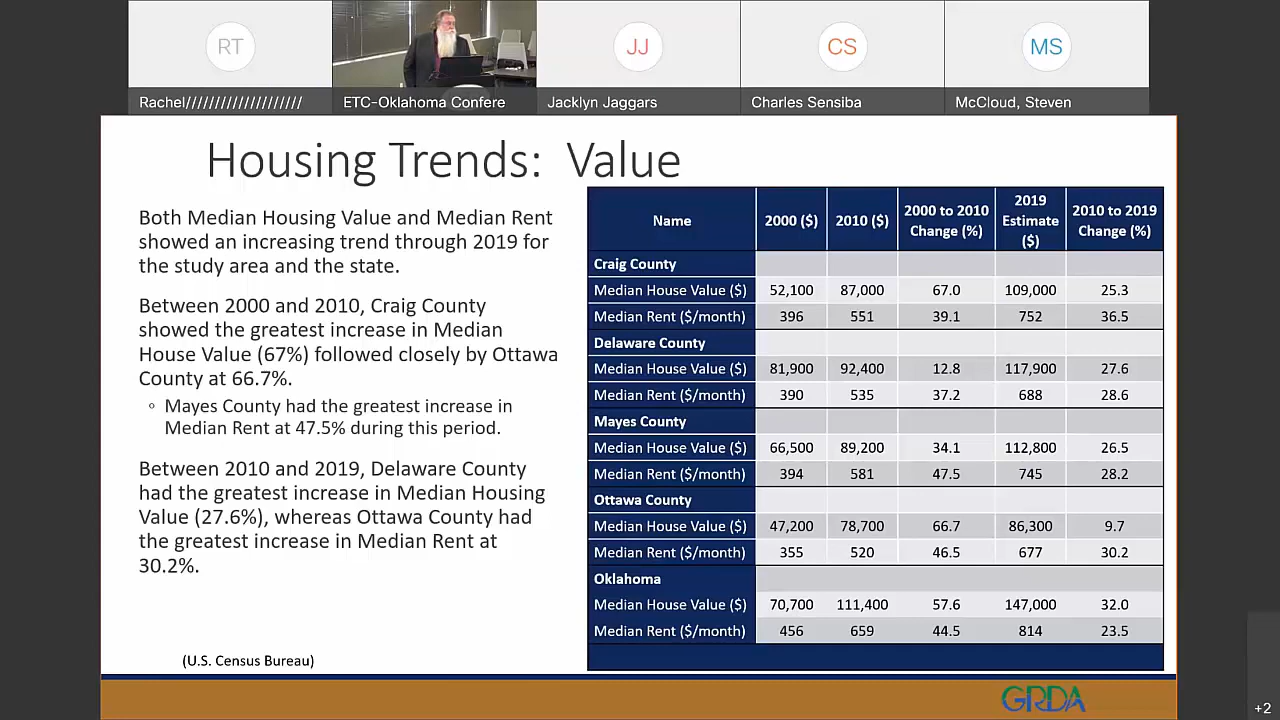 RT
JJ
CS
MS
Rachel////////////////////
ETC-Oklahoma Confere
Jacklyn Jaggars
Charles Sensiba
McCloud, Steven
Housing Trends: Value
Both Median Housing Value and Median Rent
showed an increasing trend through 2019 for
the study area and the state.
Between 2000 and 2010, Craig County
showed the greatest increase in Median
House Value (67%) followed closely by Ottawa
County at 66.7%.
° Mayes County had the greatest increase in
Median Rent at 47.5% during this period.
Between 2010 and 2019, Delaware County
had the greatest increase in Median Housing
Value (27.6%), whereas Ottawa County had
the greatest increase in Median Rent at
30.2%.
(U.S. Census Bureau)
Name 2000 ($) 2010 ($) 2000 to 2010 Change (%) 2019 Estimate ($) 2010 to 2019 Change (%)
Craig County
Median House Value ($) 52,100 87,000 67.0 109,000 25.3
Median Rent ($/month) 396 551 39.1 752 36.5
Delaware County
Median House Value ($) 81,900 92,400 12.8 117,900 27.6
Median Rent ($/month) 390 535 37.2 688 28.6
Mayes County
Median House Value ($) 66,500 89,200 34.1 112,800 26.5
Median Rent ($/month) 394 581 47.5 745 28.2
Ottawa County
Median House Value ($) 47,200 78,700 66.7 86,300 9.7
Median Rent ($/month) 355 520 46.5 677 30.2
Oklahoma
Median House Value ($) 70,700 111,400 57.6 147,000 32.0
Median Rent ($/month) 456 659 44.5 814 23.5
GRDA
+2